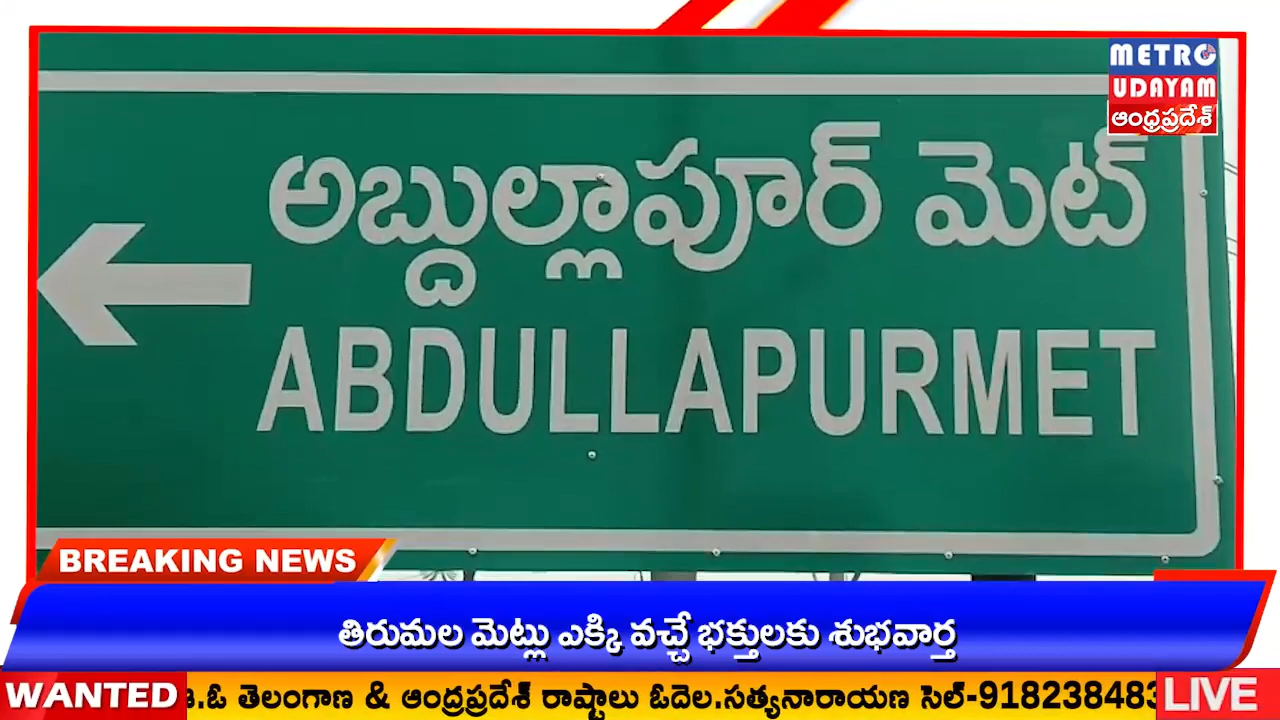 METRO
UDAYAM
ఆంధ్రప్రదేశ్
అబ్దుల్లాపూర్ మెట్
ABDULLAPURMET
BREAKING NEWS
తిరుమల మెట్లు ఎక్కి వచ్చే భక్తులకు శుభవార్త
WANTED
.ఓ తెలంగాణ & ఆంద్రప్రదేశ్ రాష్ట్రాలు ఓదెల.సత్యనారాయణ సెల్-918238483
LIVE